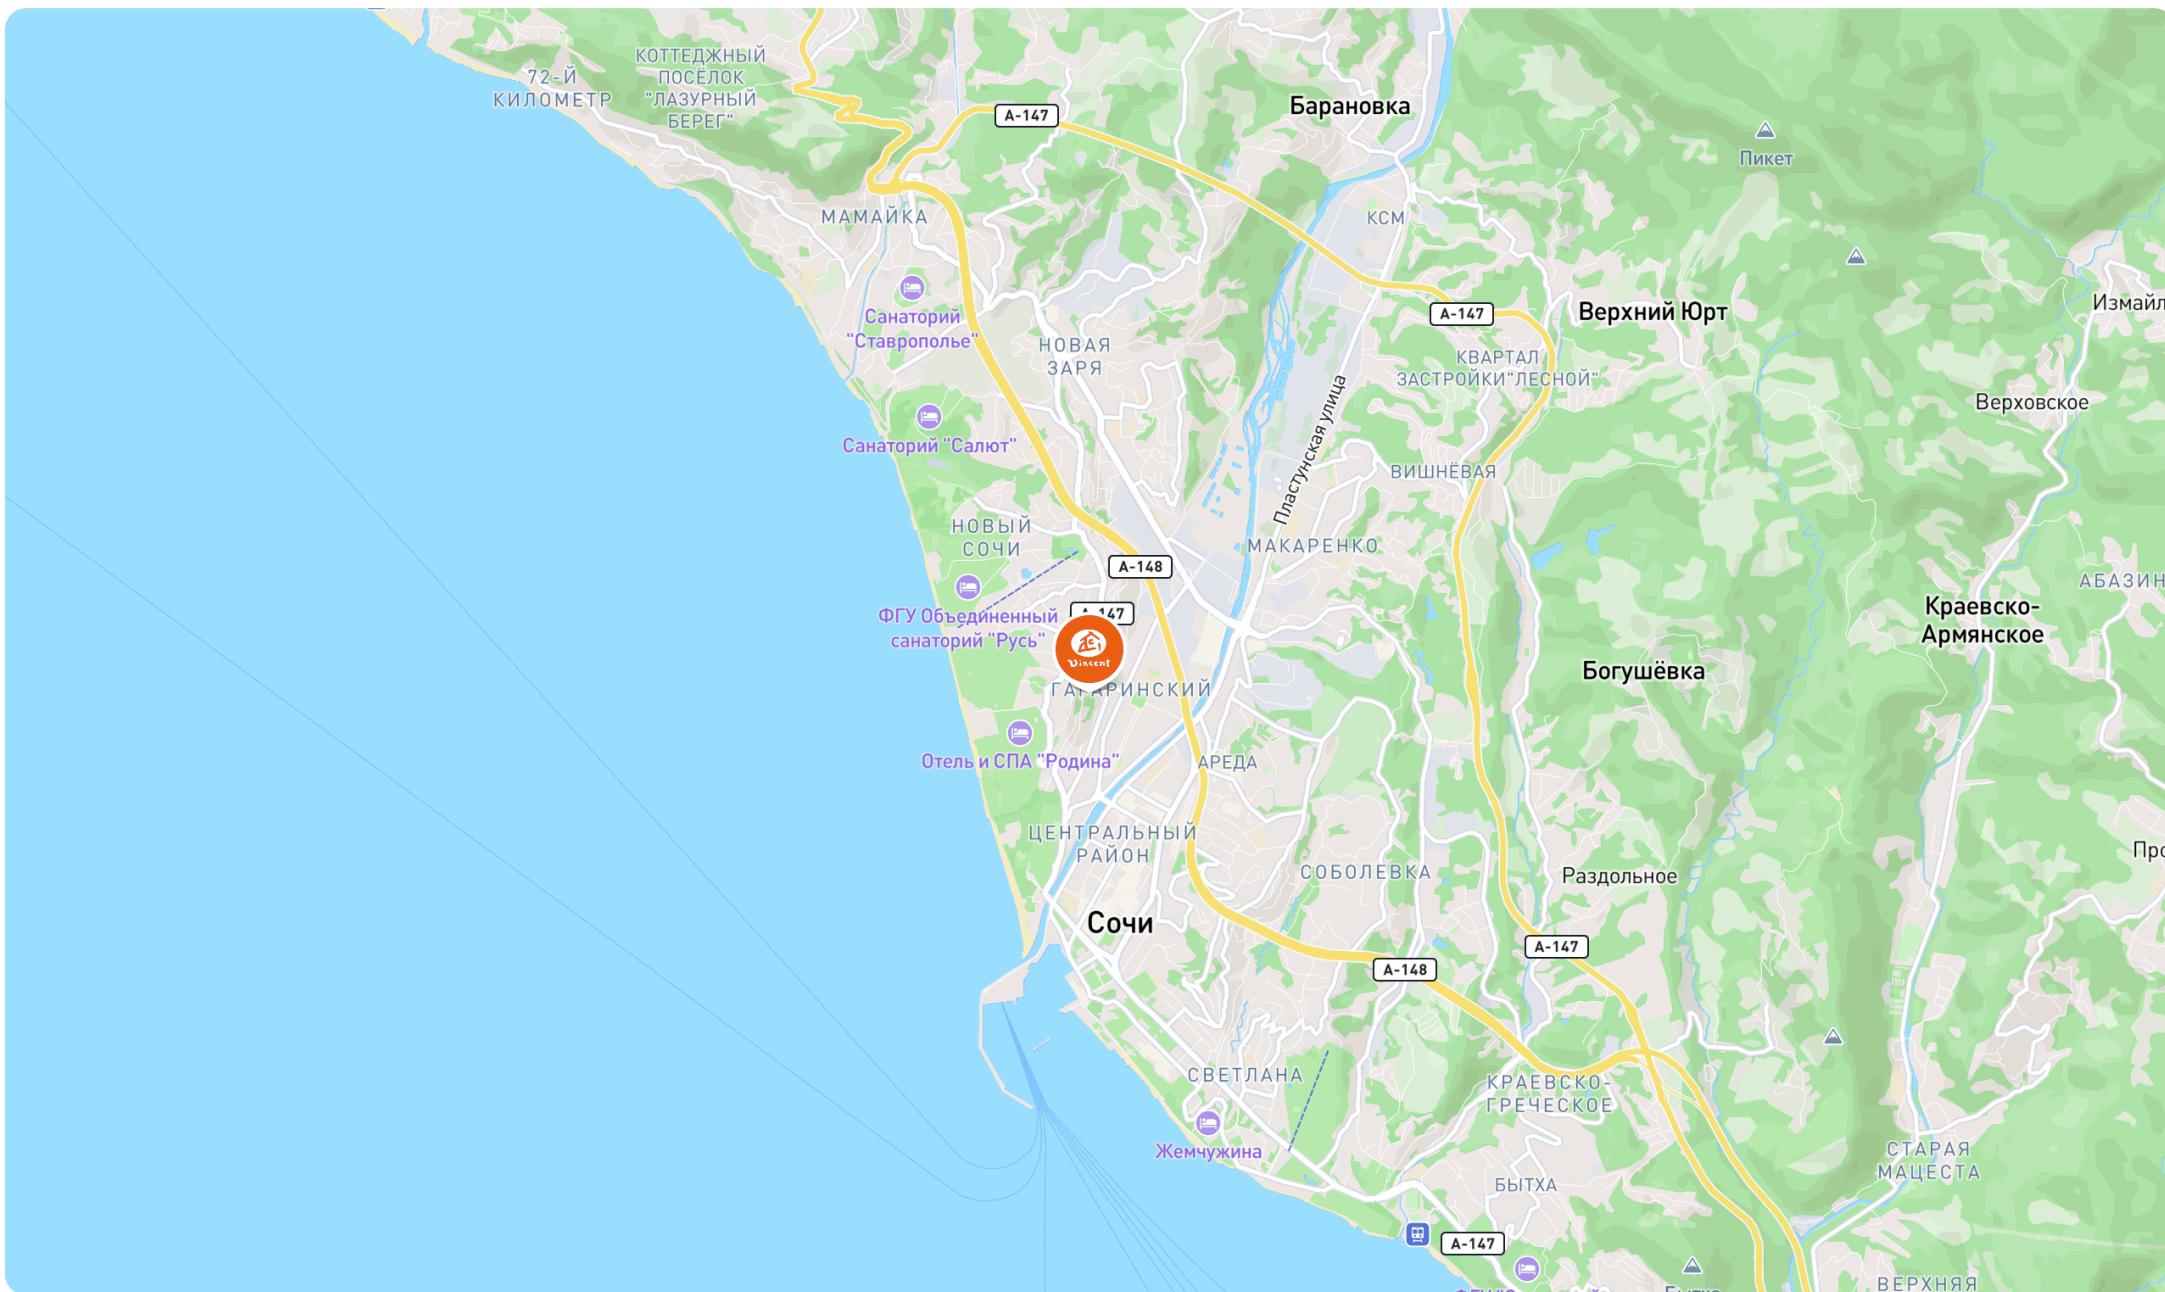 КОТТЕДЖНЫЙ
ПОСЁЛОК
"ЛАЗУРНЫЙ
БЕРЕГ"
72-Й
КИЛОМЕТР
Барановка
А-147
Пикет
МАМАЙКА
КСМ
Санаторий
"Ставрополье"
А-147
Верхний Юрт
НОВАЯ
ЗАРЯ
КВАРТАЛ
ЗАСТРОЙКИ"ЛЕСНОЙ"
Верховское
Пластунская улица
Санаторий "Салют"
ВИШНЁВАЯ
НОВЫЙ
СОЧИ
МАКАРЕНКО
А-148
Краевско-
Армянское
ФГУ Объединенный
санаторий "Русь"
Vincent
Богушёвка
ГАГАРИНСКИЙ
Отель и СПА "Родина"
АРЕДА
ЦЕНТРАЛЬНЫЙ
РАЙОН
СОБОЛЕВКА
Раздольное
Сочи
А-147
А-148
СВЕТЛАНА
КРАЕВСКО-
ГРЕЧЕСКОЕ
Жемчужина
СТАРАЯ
МАЦЕСТА
БЫТХА
А-147
ВЕРХНЯЯ